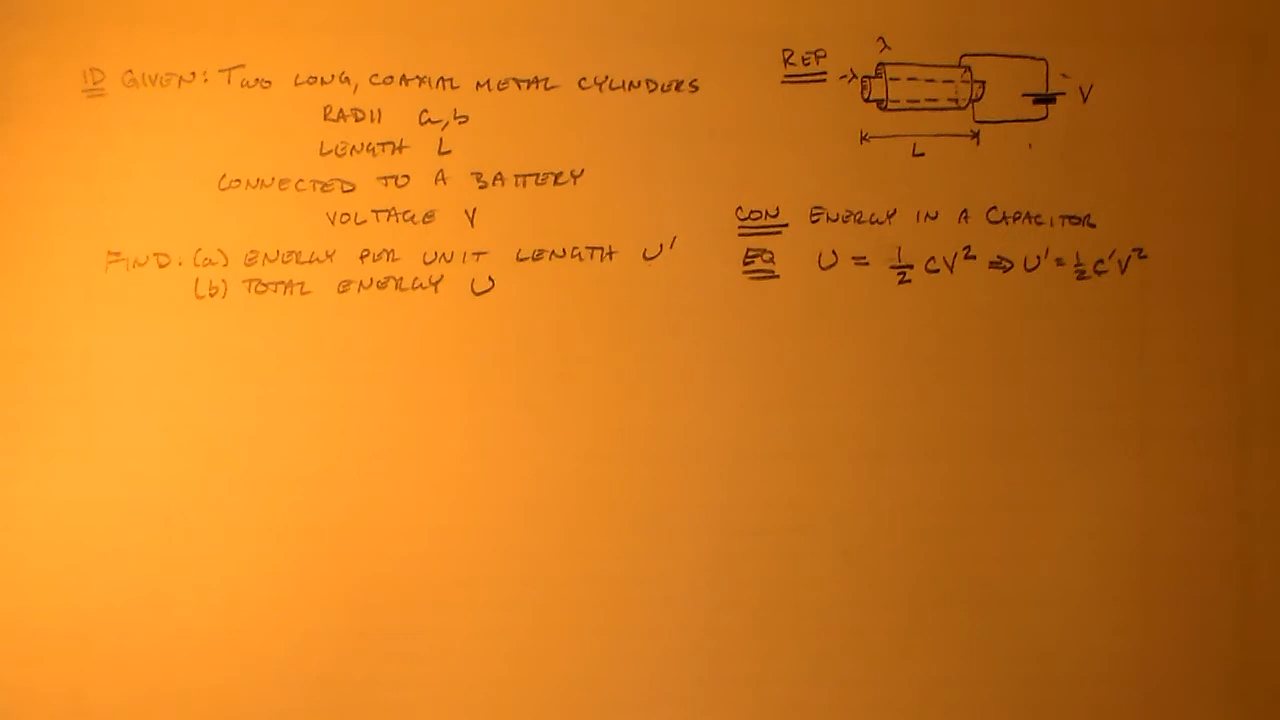 ID GIVEN: TWO LONG, COAXIAL METAL CYLINDERS
RADII a, b
LENGTH L
CONNECTED TO A BATTERY
VOLTAGE V
FIND: (a) ENERGY PER UNIT LENGTH U'
(b) TOTAL ENERGY U
REP
λ
-λ
V
L
CON ENERGY IN A CAPACITOR
EQ U = 1/2 CV² ⇒ U' = 1/2 C'V²